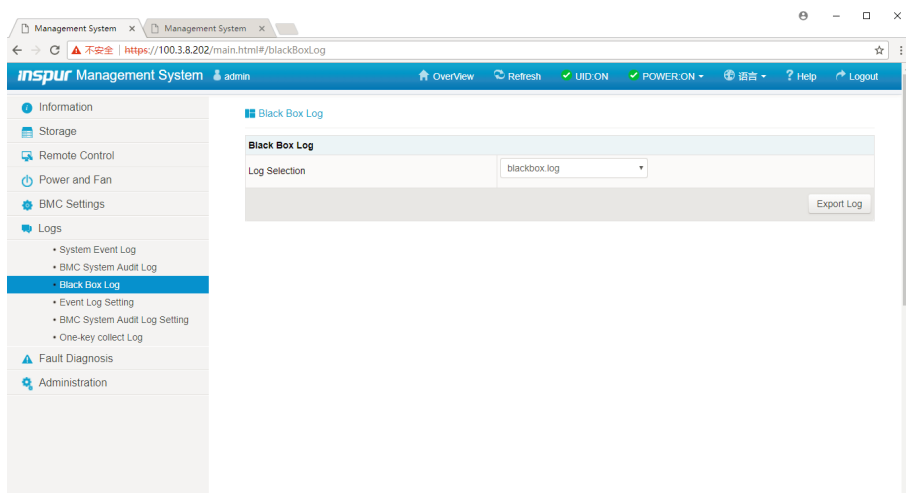 Management System × Management System ×
不安全 | https://100.3.8.202/main.html#/blackBoxLog
inspur Management System admin OverView Refresh UID:ON POWER:ON 语言 ? Help Logout
Information
Storage
Remote Control
Power and Fan
BMC Settings
Logs
• System Event Log
• BMC System Audit Log
• Black Box Log
• Event Log Setting
• BMC System Audit Log Setting
• One-key collect Log
Fault Diagnosis
Administration
Black Box Log
Black Box Log
Log Selection blackbox.log
Export Log